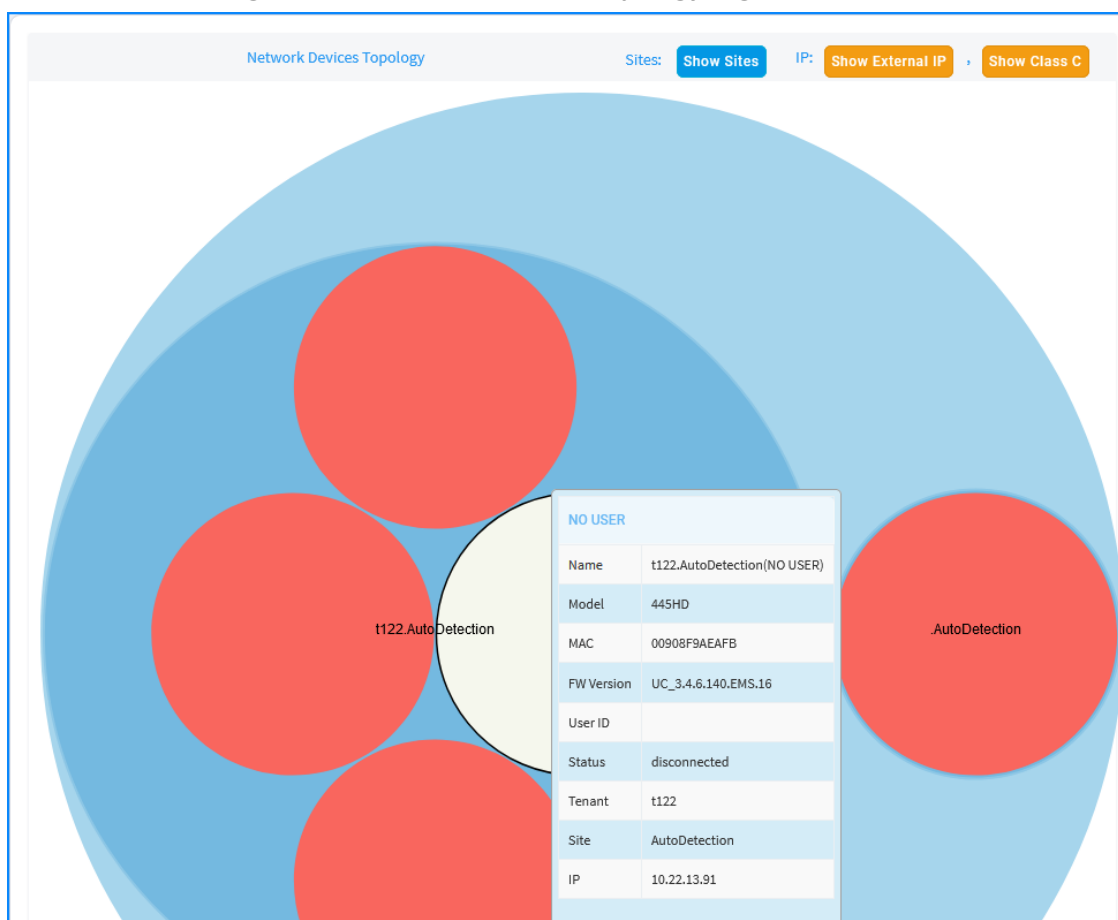 Network Devices Topology Sites: Show Sites IP: Show External IP , Show Class C
NO USER
Name t122.AutoDetection(NO USER)
Model 445HD
MAC 00908F9AEAFB
t122.AutoDetection
.AutoDetection
FW Version UC_3.4.6.140.EMS.16
User ID
Status disconnected
Tenant t122
Site AutoDetection
IP 10.22.13.91